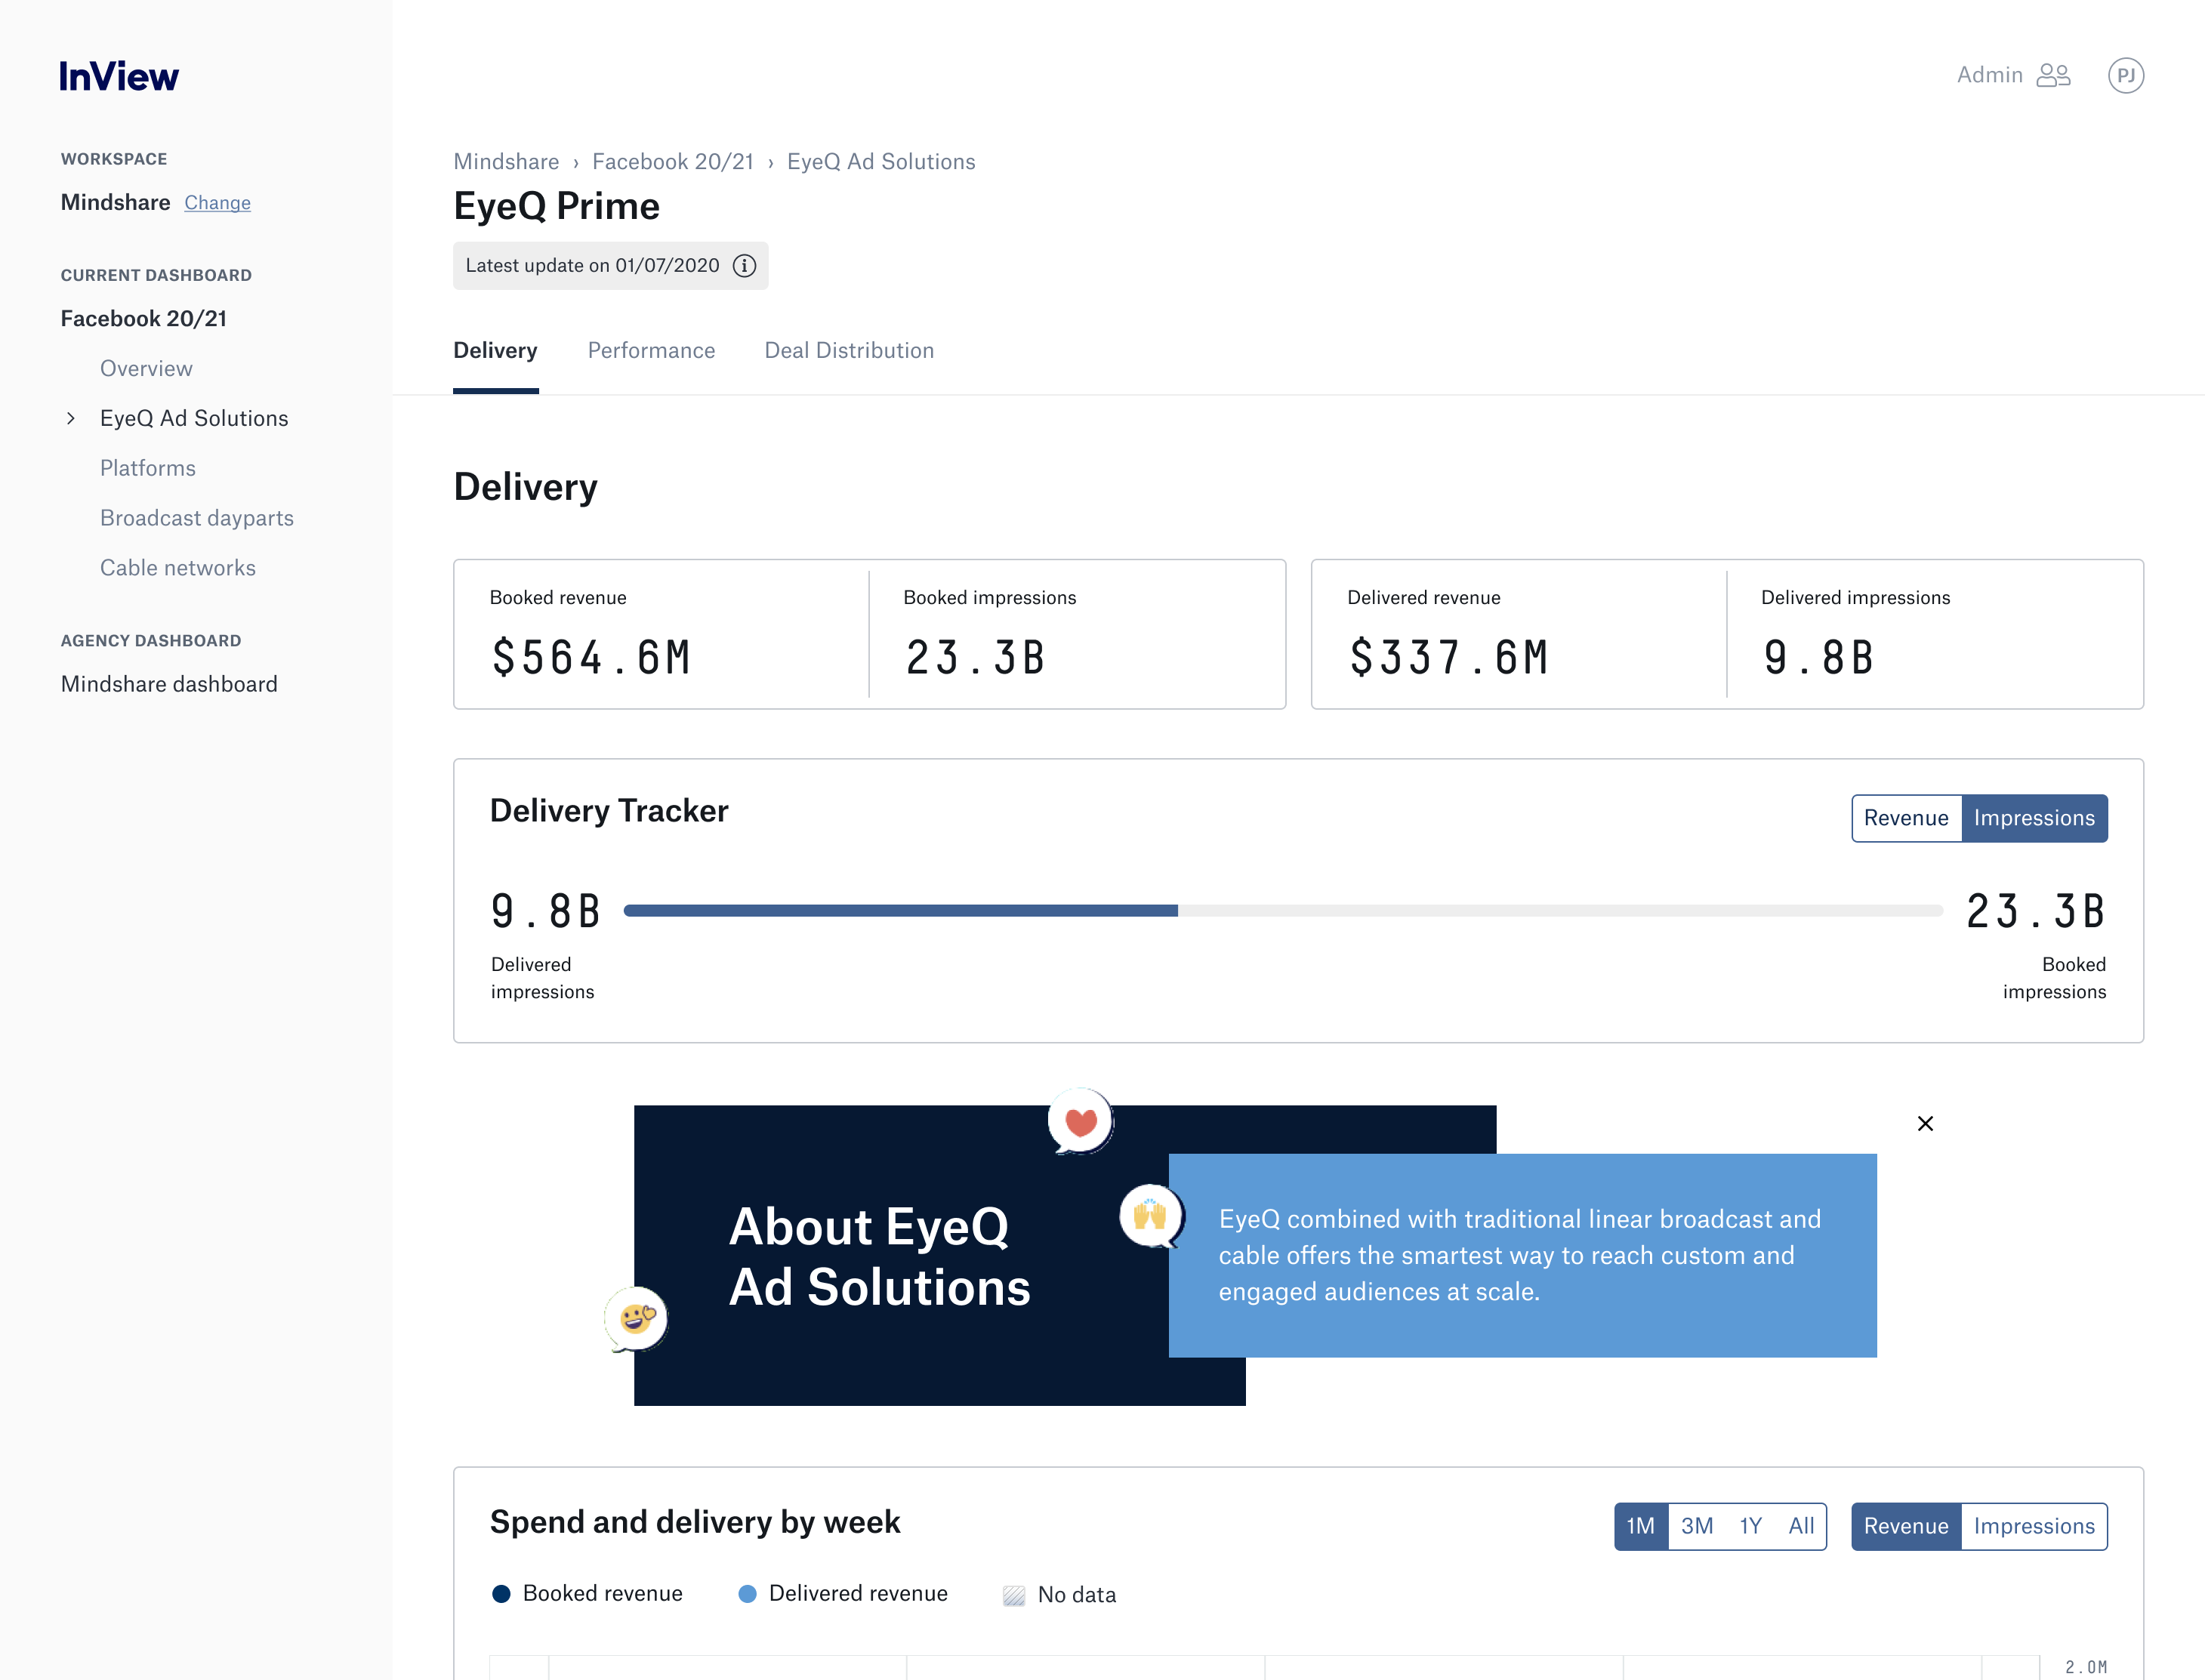 InView
WORKSPACE
Mindshare Change
CURRENT DASHBOARD
Facebook 20/21
Overview
EyeQ Ad Solutions
Platforms
Broadcast dayparts
Cable networks
AGENCY DASHBOARD
Mindshare dashboard
Admin PJ
Mindshare › Facebook 20/21 › EyeQ Ad Solutions
EyeQ Prime
Latest update on 01/07/2020
Delivery Performance Deal Distribution
Delivery
Booked revenue Booked impressions Delivered revenue Delivered impressions
$564.6M 23.3B $337.6M 9.8B
Delivery Tracker
Revenue Impressions
9.8B 23.3B
Delivered Booked
impressions impressions
About EyeQ
Ad Solutions
EyeQ combined with traditional linear broadcast and
cable offers the smartest way to reach custom and
engaged audiences at scale.
Spend and delivery by week
1M 3M 1Y All Revenue Impressions
Booked revenue Delivered revenue No data
2.0M